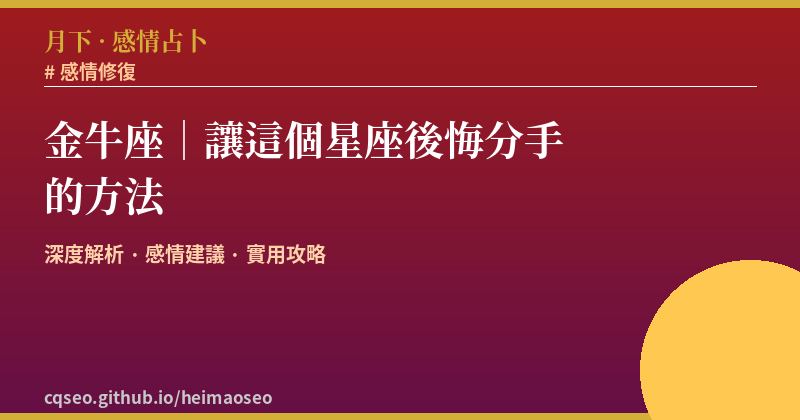 月下 · 感情占卜
# 感情修復
金牛座｜讓這個星座後悔分手
的方法
深度解析 · 感情建議 · 實用攻略
cqseo.github.io/heimaoseo